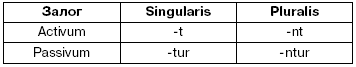 Залог Singularis Pluralis
Activum -t -nt
Passivum -tur -ntur